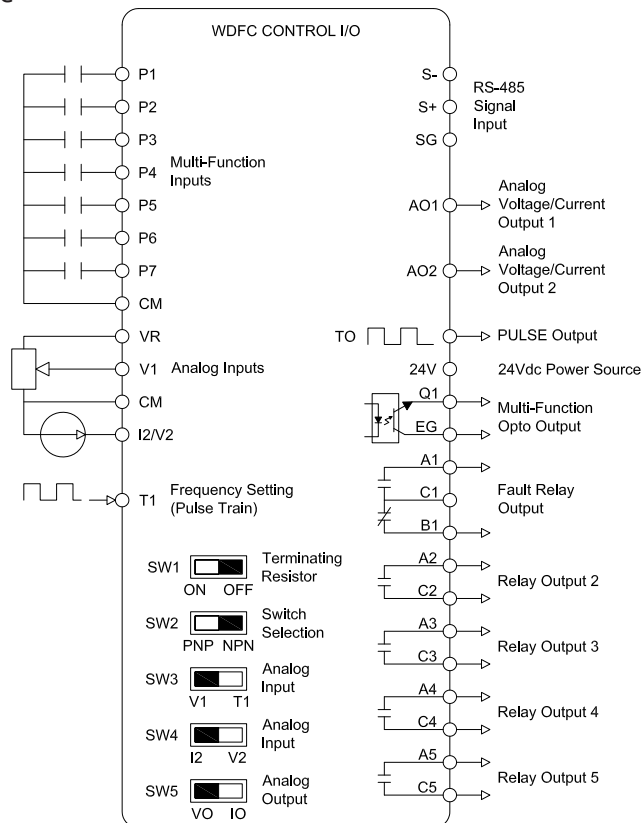 WDFC CONTROL I/O
P1
P2
P3
P4
P5
P6
P7
CM
Multi-Function
Inputs
VR
V1
CM
I2/V2
Analog Inputs
T1
Frequency Setting
(Pulse Train)
S-
S+
SG
RS-485
Signal
Input
AO1
Analog
Voltage/Current
Output 1
AO2
Analog
Voltage/Current
Output 2
TO
PULSE Output
24V
24Vdc Power Source
Q1
EG
Multi-Function
Opto Output
A1
C1
B1
Fault Relay
Output
A2
C2
Relay Output 2
A3
C3
Relay Output 3
A4
C4
Relay Output 4
A5
C5
Relay Output 5
SW1
ON OFF
Terminating
Resistor
SW2
PNP NPN
Switch
Selection
SW3
V1 T1
Analog
Input
SW4
I2 V2
Analog
Input
SW5
VO IO
Analog
Output